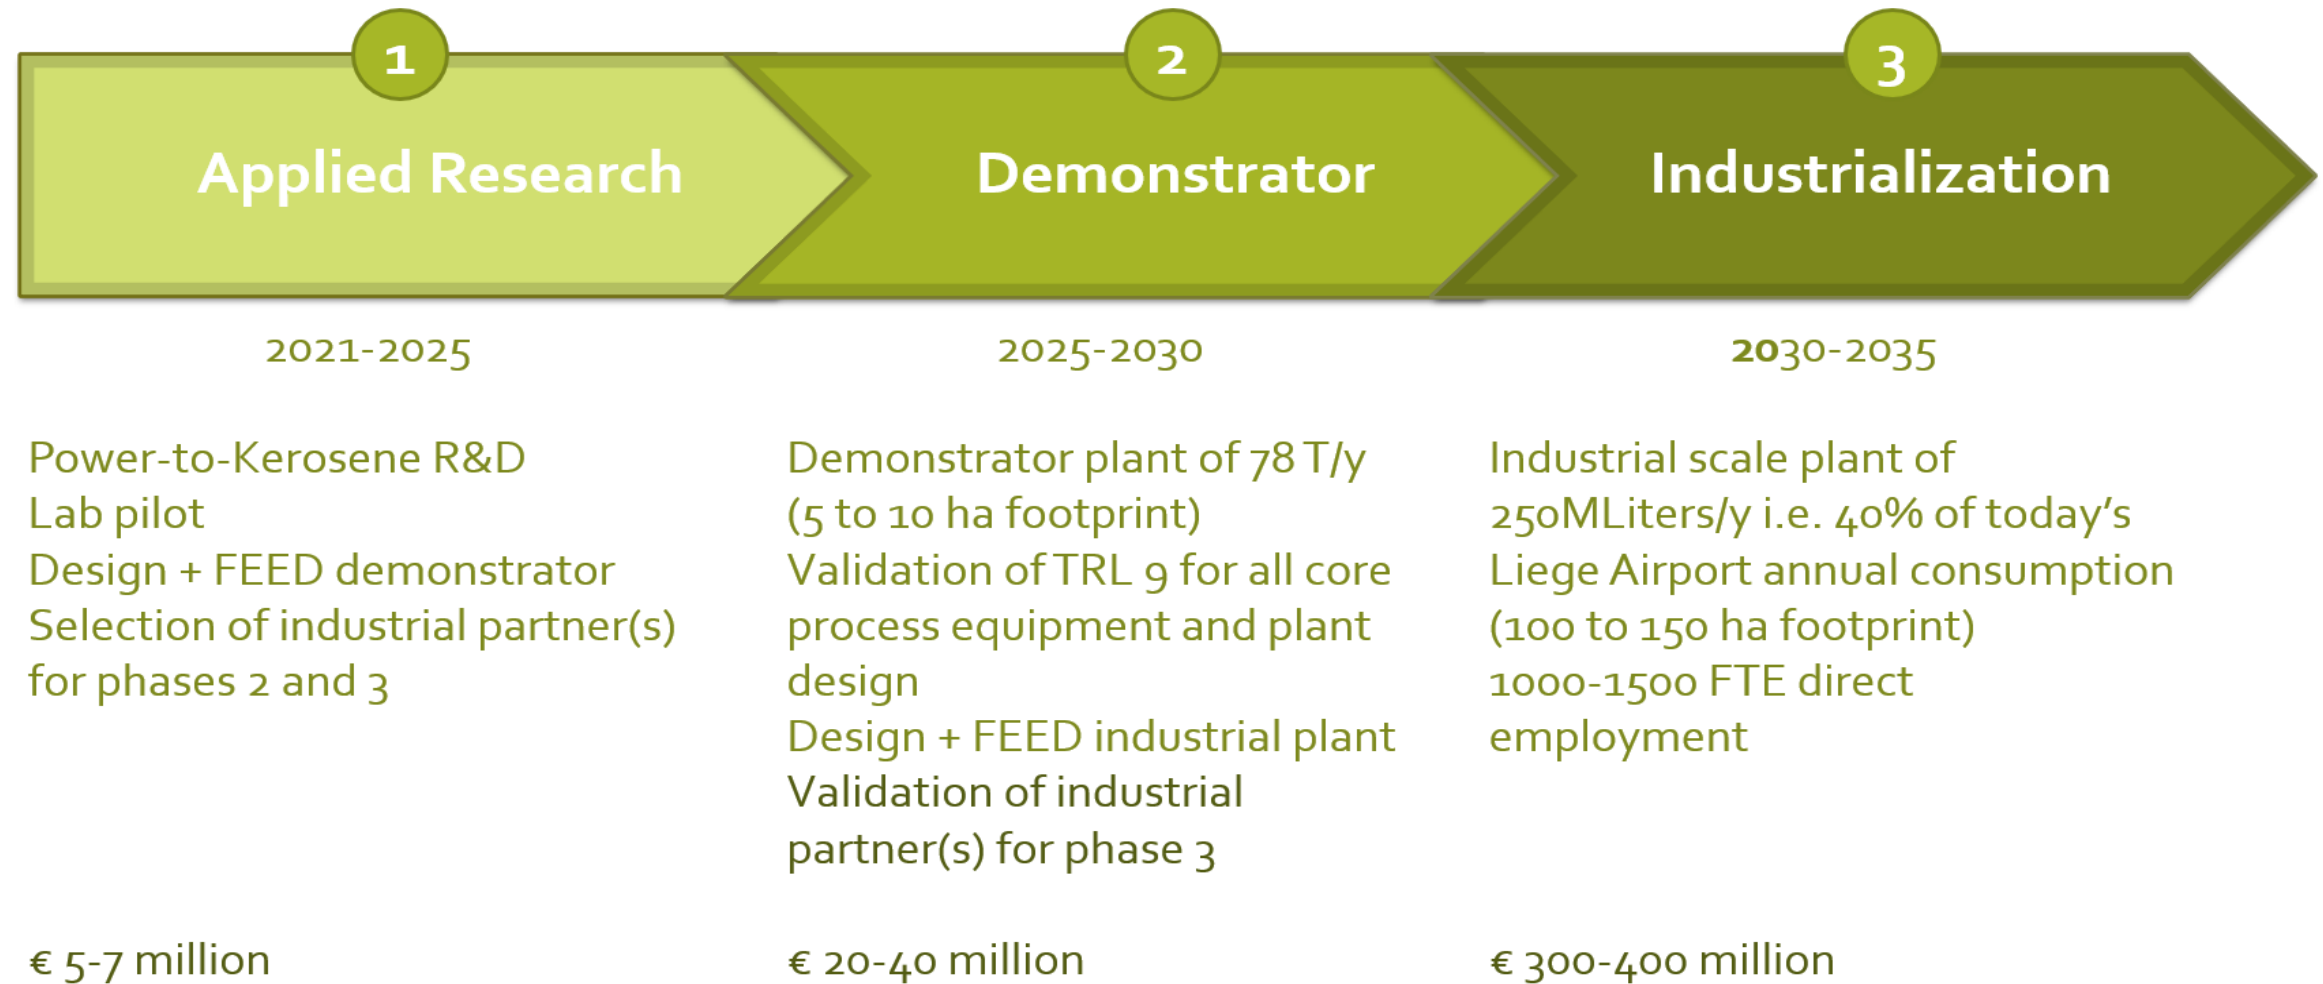 1
Applied Research
2021-2025
Power-to-Kerosene R&D
Lab pilot
Design + FEED demonstrator
Selection of industrial partner(s)
for phases 2 and 3
€ 5-7 million
2
Demonstrator
2025-2030
Demonstrator plant of 78 T/y
(5 to 10 ha footprint)
Validation of TRL 9 for all core
process equipment and plant
design
Design + FEED industrial plant
Validation of industrial
partner(s) for phase 3
€ 20-40 million
3
Industrialization
2030-2035
Industrial scale plant of
250MLiters/y i.e. 40% of today's
Liege Airport annual consumption
(100 to 150 ha footprint)
1000-1500 FTE direct
employment
€ 300-400 million